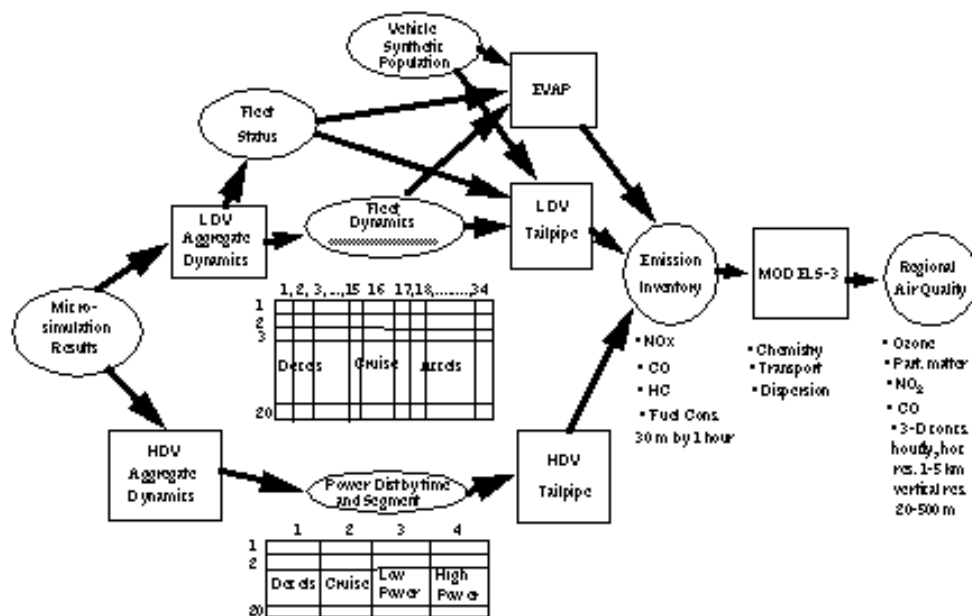 Vehicle
Synthetic
Population
EVAP
Fleet
Status
LDV
Aggregate
Dynamics
Fleet
Dynamics
LDV
Tailpipe
Micro-
simulation
Results
1, 2, 3, ...,15 16 17,18,........,34
1
2
3
Decels Cruise Accels
20
Emission
Inventory
• NOx
• CO
• HC
• Fuel Cons.
30 m by 1 hour
MODELS-3
• Chemistry
• Transport
• Dispersion
Regional
Air Quality
• Ozone
• Part. matter
• NO₂
• CO
• 3-D concs.
hourly, hor.
res. 1-5 km
vertical res.
20-500 m
HDV
Aggregate
Dynamics
Power Dist by time
and Segment
HDV
Tailpipe
1 2 3 4
1
2
Decels Cruise Low Power High Power
20